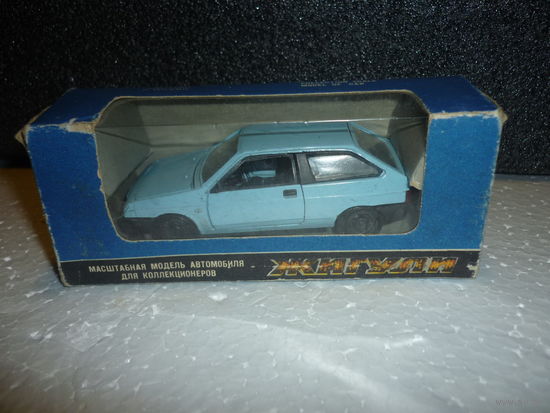 МАСШТАБНАЯ МОДЕЛЬ АВТОМОБИЛЯ
ДЛЯ КОЛЛЕКЦИОНЕРОВ
ЖИГУЛИ